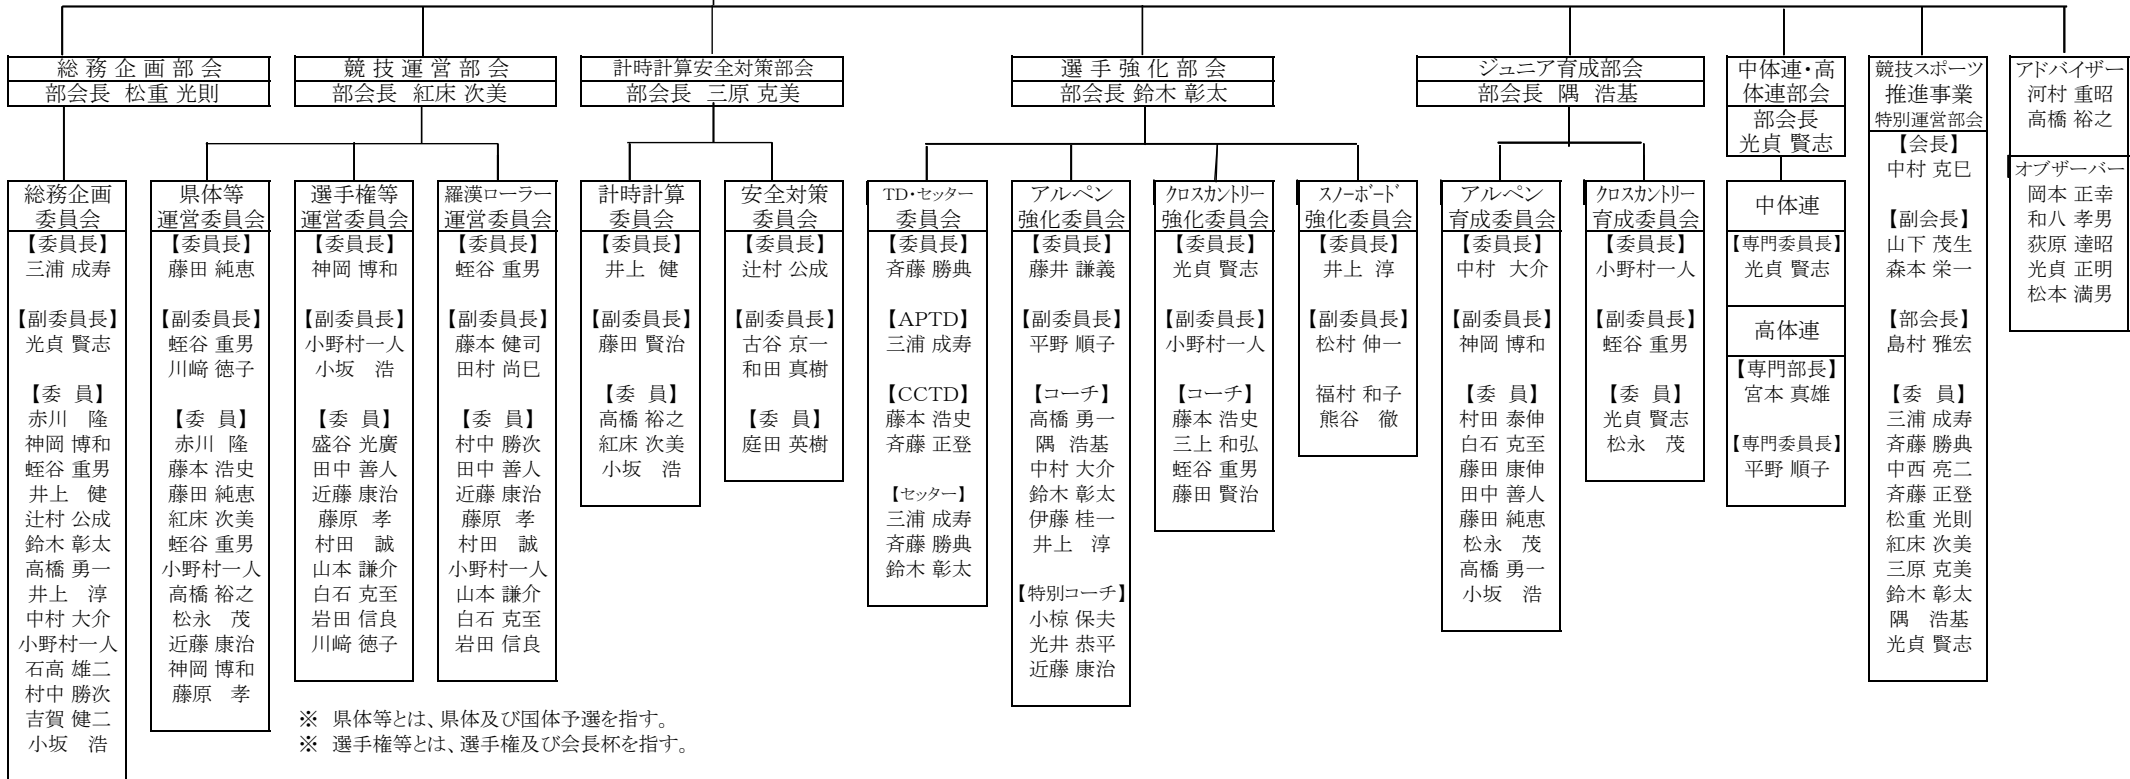 総 務 企 画 部 会
部会長 松重 光則
競 技 運 営 部 会
部会長 紅床 次美
計時計算安全対策部会
部会長 三原 克美
選 手 強 化 部 会
部会長 鈴木 彰太
ジュニア育成部会
部会長 隅 浩基
中体連・高
体連部会
部会長
光貞 賢志
競技スポーツ
推進事業
特別運営部会
アドバイザー
河村 重昭
高橋 裕之
総務企画
委員会
【委員長】
三浦 成寿
【副委員長】
光貞 賢志
【委 員】
赤川 隆
神岡 博和
蛭谷 重男
井上 健
辻村 公成
鈴木 彰太
高橋 勇一
井上 淳
中村 大介
小野村一人
石高 雄二
村中 勝次
吉賀 健二
小坂 浩
県体等
運営委員会
【委員長】
藤田 純恵
【副委員長】
蛭谷 重男
川﨑 徳子
【委 員】
赤川 隆
藤本 浩史
藤田 純恵
紅床 次美
蛭谷 重男
小野村一人
高橋 裕之
松永 茂
近藤 康治
神岡 博和
藤原 孝
選手権等
運営委員会
【委員長】
神岡 博和
【副委員長】
小野村一人
小坂 浩
【委 員】
盛谷 光廣
田中 善人
近藤 康治
藤原 孝
村田 誠
山本 謙介
白石 克至
岩田 信良
川﨑 徳子
羅漢ローラー
運営委員会
【委員長】
蛭谷 重男
【副委員長】
藤本 健司
田村 尚巳
【委 員】
村中 勝次
田中 善人
近藤 康治
藤原 孝
村田 誠
小野村一人
山本 謙介
白石 克至
岩田 信良
計時計算
委員会
【委員長】
井上 健
【副委員長】
藤田 賢治
【委 員】
高橋 裕之
紅床 次美
小坂 浩
安全対策
委員会
【委員長】
辻村 公成
【副委員長】
古谷 京一
和田 真樹
【委 員】
庭田 英樹
TD・セッター
委員会
【委員長】
斉藤 勝典
【APTD】
三浦 成寿
【CCTD】
藤本 浩史
斉藤 正登
【セッター】
三浦 成寿
斉藤 勝典
鈴木 彰太
アルペン
強化委員会
【委員長】
藤井 謙義
【副委員長】
平野 順子
【コーチ】
高橋 勇一
隅 浩基
中村 大介
鈴木 彰太
伊藤 桂一
井上 淳
【特別コーチ】
小椋 保夫
光井 恭平
近藤 康治
クロスカントリー
強化委員会
【委員長】
光貞 賢志
【副委員長】
小野村一人
【コーチ】
藤本 浩史
三上 和弘
蛭谷 重男
藤田 賢治
スノーボード
強化委員会
【委員長】
井上 淳
【副委員長】
松村 伸一
福村 和子
熊谷 徹
アルペン
育成委員会
【委員長】
中村 大介
【副委員長】
神岡 博和
【委 員】
村田 泰伸
白石 克至
藤田 康伸
田中 善人
藤田 純恵
松永 茂
高橋 勇一
小坂 浩
クロスカントリー
育成委員会
【委員長】
小野村一人
【副委員長】
蛭谷 重男
【委 員】
光貞 賢志
松永 茂
中体連
【専門委員長】
光貞 賢志
高体連
【専門部長】
宮本 真雄
【専門委員長】
平野 順子
【会長】
中村 克巳
【副会長】
山下 茂生
森本 栄一
【部会長】
島村 雅宏
【委 員】
三浦 成寿
斉藤 勝典
中西 亮二
斉藤 正登
松重 光則
紅床 次美
三原 克美
鈴木 彰太
隅 浩基
光貞 賢志
オブザーバー
岡本 正幸
和八 孝男
荻原 達昭
光貞 正明
松本 満男
※ 県体等とは、県体及び国体予選を指す。
※ 選手権等とは、選手権及び会長杯を指す。